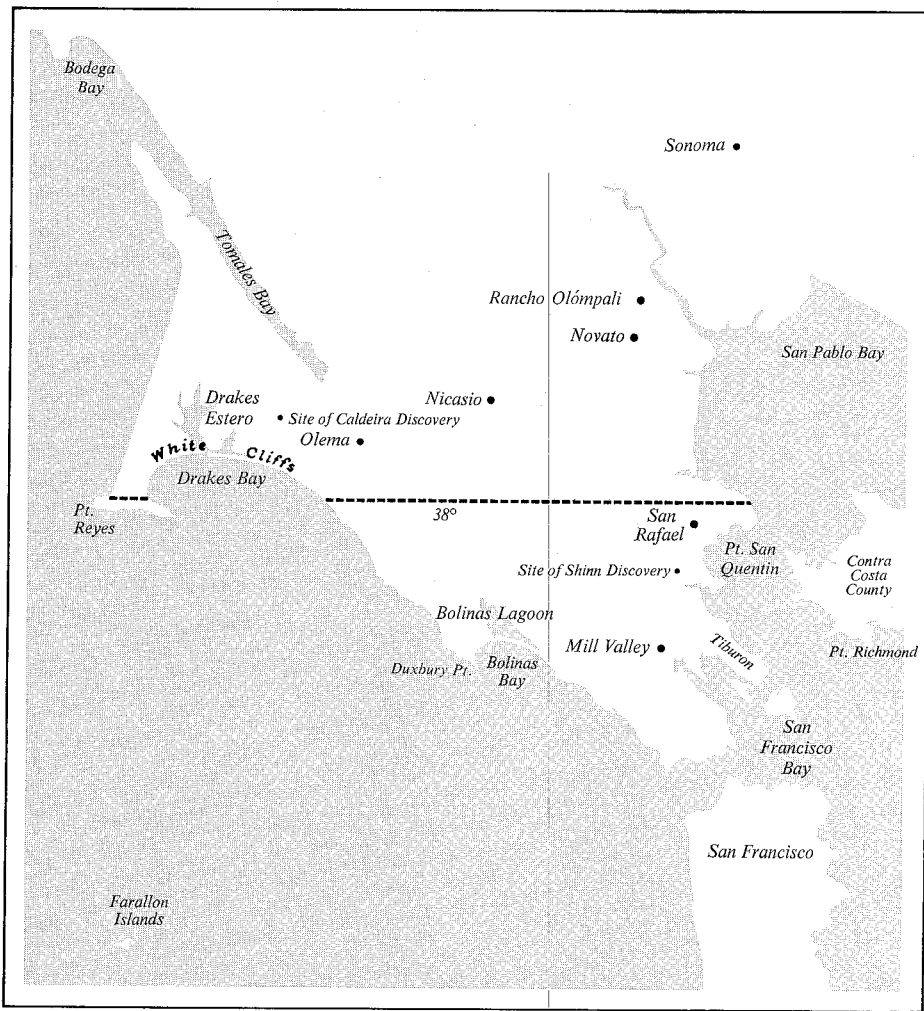 Bodega
Bay
Sonoma
Tomales Bay
Rancho Olómpali
Novato
San Pablo Bay
Drakes
Estero
Nicasio
Site of Caldeira Discovery
Olema
White Cliffs
Drakes Bay
Pt.
Reyes
38º
San
Rafael
Pt. San
Quentin
Contra
Costa
County
Site of Shinn Discovery
Bolinas Lagoon
Mill Valley
Tiburon
Pt. Richmond
Duxbury Pt.
Bolinas
Bay
San
Francisco
Bay
San Francisco
Farallon
Islands